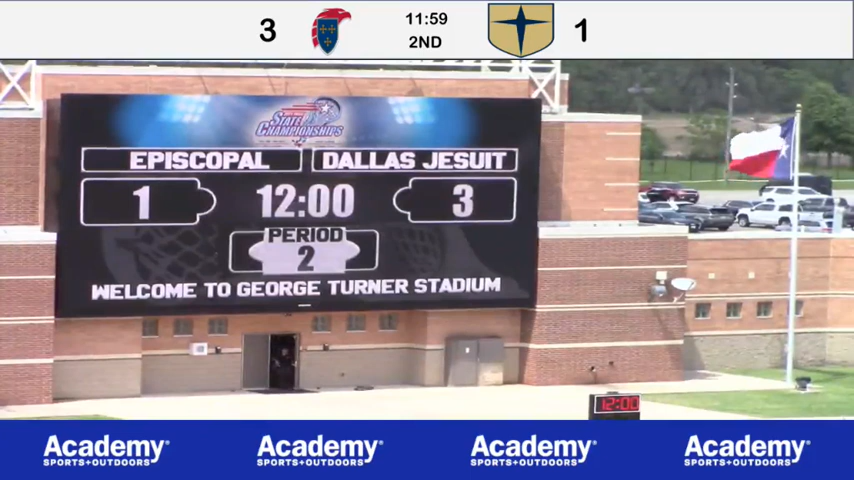 3 11:59 1
2ND
STATE
CHAMPIONSHIPS
EPISCOPAL DALLAS JESUIT
1 12:00 3
PERIOD
2
WELCOME TO GEORGE TURNER STADIUM
12:00
Academy Academy Academy Academy
SPORTS+OUTDOORS SPORTS+OUTDOORS SPORTS+OUTDOORS SPORTS+OUTDOORS